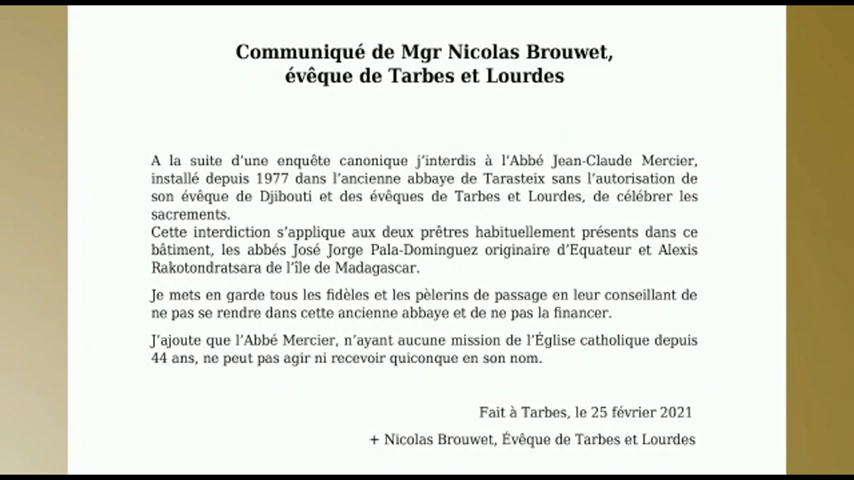 Communiqué de Mgr Nicolas Brouwet,
évêque de Tarbes et Lourdes
A la suite d'une enquête canonique j'interdis à l'Abbé Jean-Claude Mercier,
installé depuis 1977 dans l'ancienne abbaye de Tarasteix sans l'autorisation de
son évêque de Djibouti et des évêques de Tarbes et Lourdes, de célébrer les
sacrements.
Cette interdiction s'applique aux deux prêtres habituellement présents dans ce
bâtiment, les abbés José Jorge Pala-Dominguez originaire d'Equateur et Alexis
Rakotondratsara de l'île de Madagascar.
Je mets en garde tous les fidèles et les pèlerins de passage en leur conseillant de
ne pas se rendre dans cette ancienne abbaye et de ne pas la financer.
J'ajoute que l'Abbé Mercier, n'ayant aucune mission de l'Église catholique depuis
44 ans, ne peut pas agir ni recevoir quiconque en son nom.
Fait à Tarbes, le 25 février 2021
+ Nicolas Brouwet, Évêque de Tarbes et Lourdes